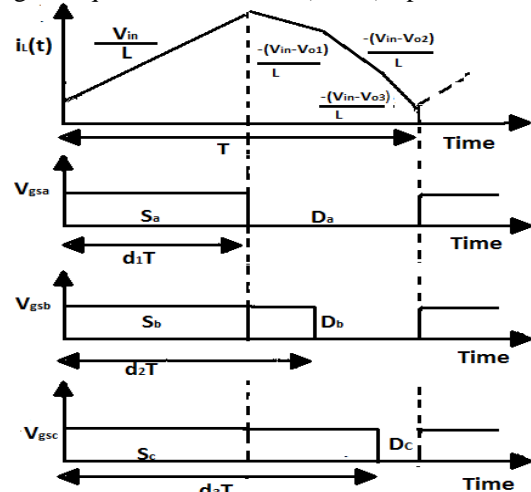 iL(t)
Vin
L
-(Vin-Vo1)
L
-(Vin-Vo2)
L
-(Vin-Vo3)
L
T
Time
Vgsa
Sa
Da
d1T
Time
Vgsb
Sb
Db
d2T
Time
Vgsc
Sc
Dc
Time